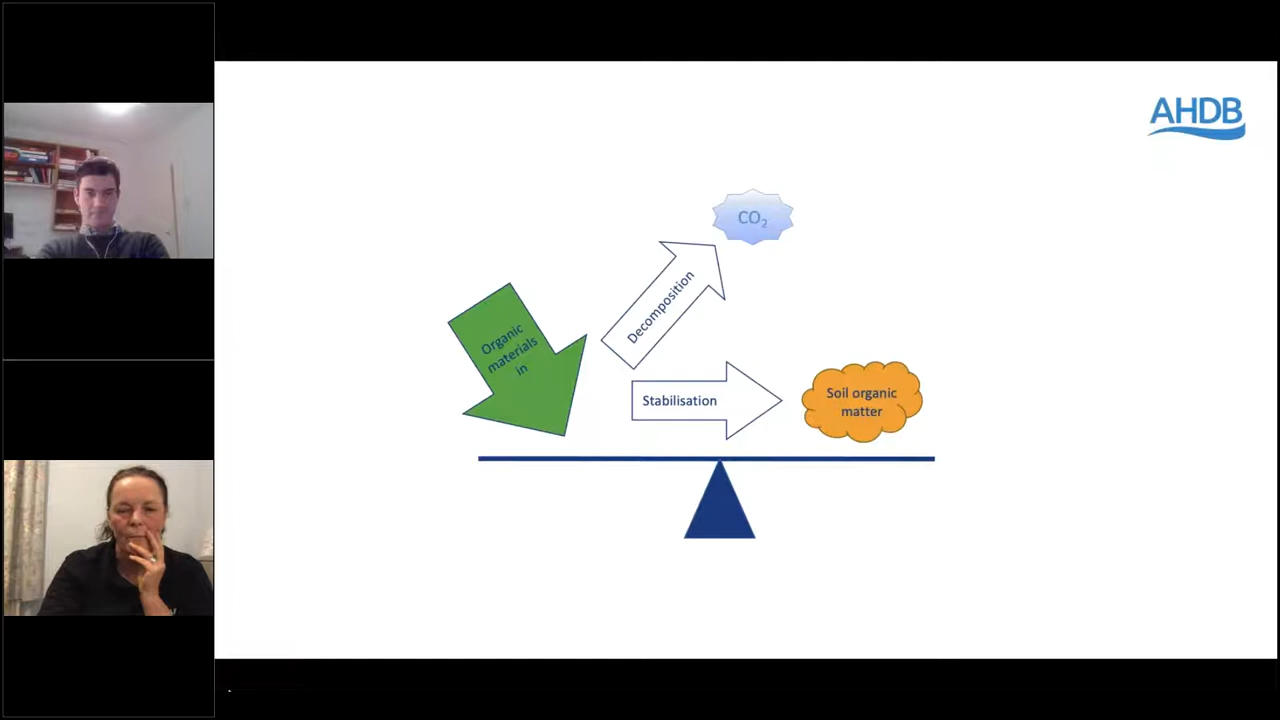 AHDB
CO₂
Decomposition
Organic
materials
in
Stabilisation
Soil organic
matter